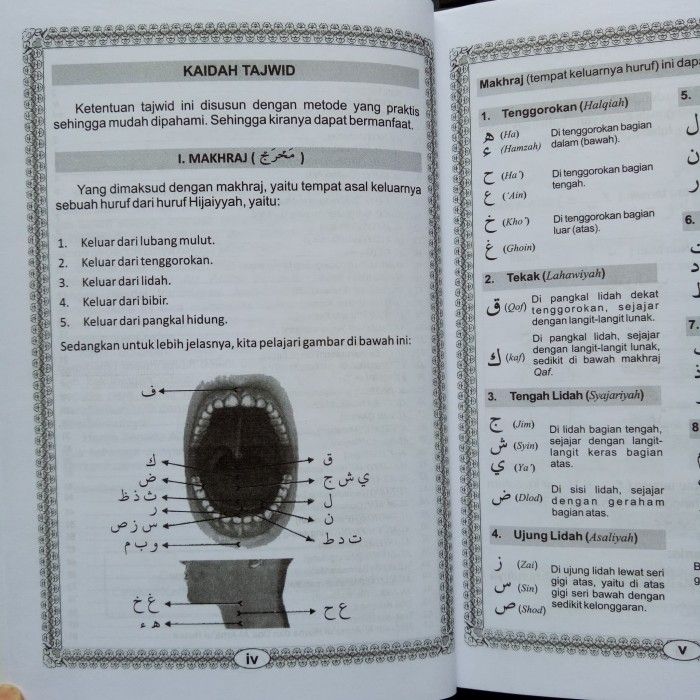 KAIDAH TAJWID
Ketentuan tajwid ini disusun dengan metode yang praktis
sehingga mudah dipahami. Sehingga kiranya dapat bermanfaat.
I. MAKHRAJ ( مَخْرَجْ )
Yang dimaksud dengan makhraj, yaitu tempat asal keluarnya
sebuah huruf dari huruf Hijaiyyah, yaitu:
1. Keluar dari lubang mulut.
2. Keluar dari tenggorokan.
3. Keluar dari lidah.
4. Keluar dari bibir.
5. Keluar dari pangkal hidung.
Sedangkan untuk lebih jelasnya, kita pelajari gambar di bawah ini:
ف
ك
ض
ث ذ ظ
ر
س ز ص
و ب م
ق
ي ش ج
ل
ن
ت د ط
غ خ
ه ء
ع ح
iv
Makhraj (tempat keluarnya huruf) ini dapa
1. Tenggorokan (Halqiah)
ه (Ha) Di tenggorokan bagian
ء (Hamzah) dalam (bawah).
ح (Ha') Di tenggorokan bagian
ع ('Ain) tengah.
خ (Kho') Di tenggorokan bagian
luar (atas).
غ (Ghoin)
2. Tekak (Lahawiyah)
ق (Qof) Di pangkal lidah dekat
tenggorokan, sejajar
dengan langit-langit lunak.
ك (kaf) Di pangkal lidah, sejajar
dengan langit-langit lunak,
sedikit di bawah makhraj
Qaf.
3. Tengah Lidah (Syajariyah)
ج (Jim) Di lidah bagian tengah,
ش (Syin) sejajar dengan langit-
langit keras bagian
ي (Ya') atas.
ض (Dlod) Di sisi lidah, sejajar
dengan geraham
bagian atas.
4. Ujung Lidah (Asaliyah)
ز (Zai) Di ujung lidah lewat seri
س (Sin) gigi atas, yaitu di atas
gigi seri bawah dengan
ص (Shod) sedikit kelonggaran.
5.
ل
ن
ر
6.
7.
8
v